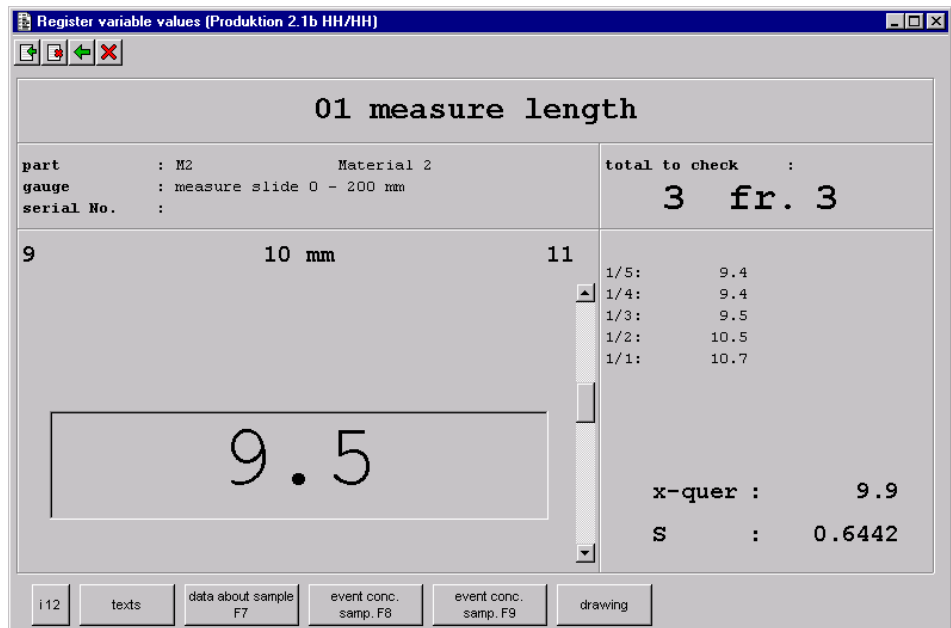 Register variable values (Produktion 2.1b HH/HH)
01 measure length
part : M2 Material 2
gauge : measure slide 0 - 200 mm
serial No. :
total to check :
3 fr. 3
9 10 mm 11
9.5
1/5: 9.4
1/4: 9.4
1/3: 9.5
1/2: 10.5
1/1: 10.7
x-quer : 9.9
S : 0.6442
i 12
texts
data about sample
F7
event conc.
samp. F8
event conc.
samp. F9
drawing